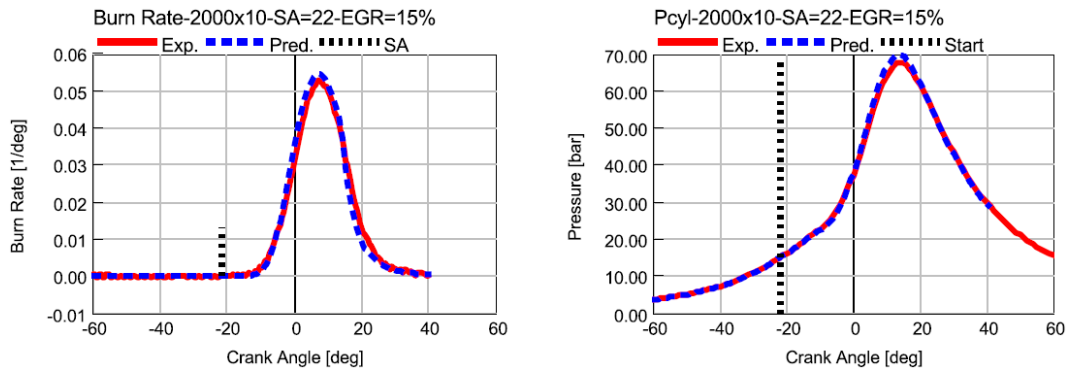 Burn Rate-2000x10-SA=22-EGR=15%
Exp. Pred. SA
0.06
0.05
0.04
0.03
0.02
0.01
0.00
-0.01
-60 -40 -20 0 20 40 60
Burn Rate [1/deg]
Crank Angle [deg]
Pcyl-2000x10-SA=22-EGR=15%
Exp. Pred. Start
70.00
60.00
50.00
40.00
30.00
20.00
10.00
0.00
-60 -40 -20 0 20 40 60
Pressure [bar]
Crank Angle [deg]